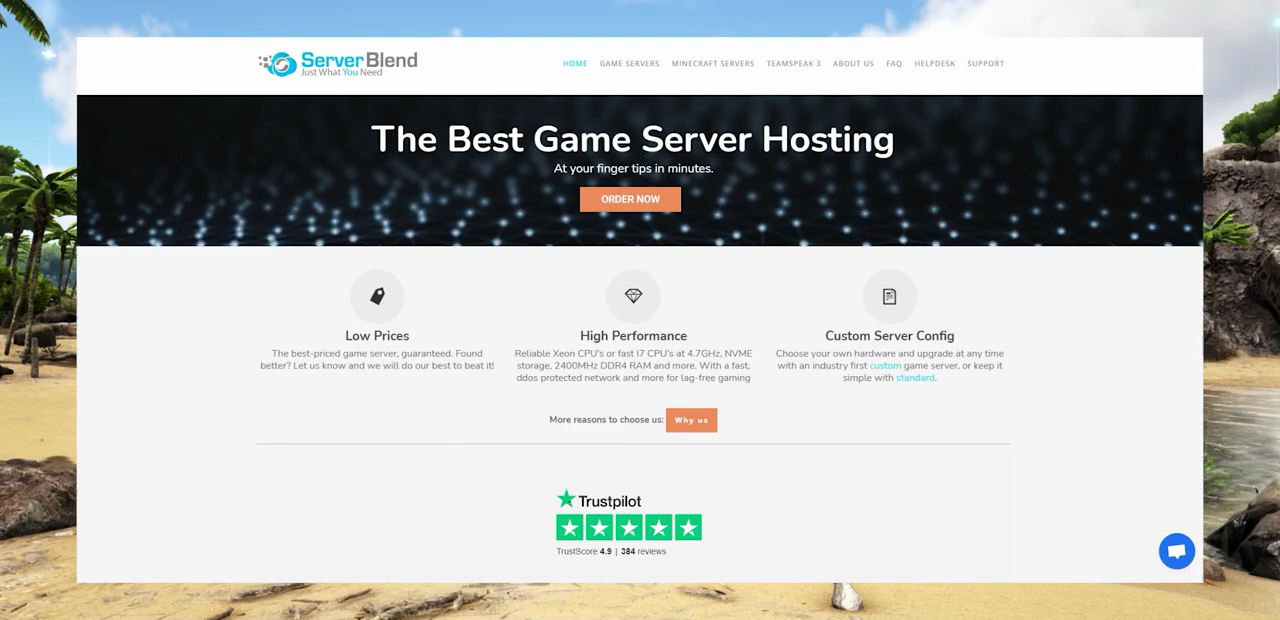 ServerBlend
Just What You Need
HOME GAME SERVERS MINECRAFT SERVERS TEAMSPEAK 3 ABOUT US FAQ HELPDESK SUPPORT
The Best Game Server Hosting
At your finger tips in minutes.
ORDER NOW
Low Prices
The best-priced game server, guaranteed. Found
better? Let us know and we will do our best to beat it!
High Performance
Reliable Xeon CPU's or fast I7 CPU's at 4.7GHz, NVME
storage, 2400MHz DDR4 RAM and more. With a fast,
ddos protected network and more for lag-free gaming
Custom Server Config
Choose your own hardware and upgrade at any time
with an industry first custom game server, or keep it
simple with standard.
More reasons to choose us: Why us
Trustpilot
TrustScore 4.9 | 384 reviews